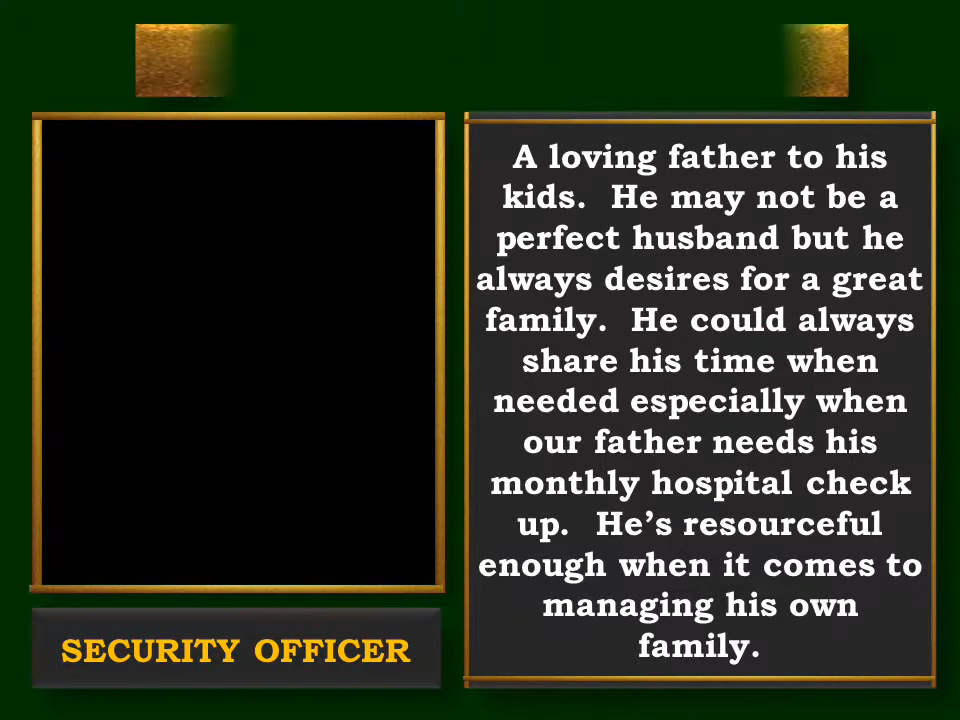 A loving father to his
kids.  He may not be a
perfect husband but he
always desires for a great
family.  He could always
share his time when
needed especially when
our father needs his
monthly hospital check
up.  He’s resourceful
enough when it comes to
managing his own
family.
SECURITY OFFICER